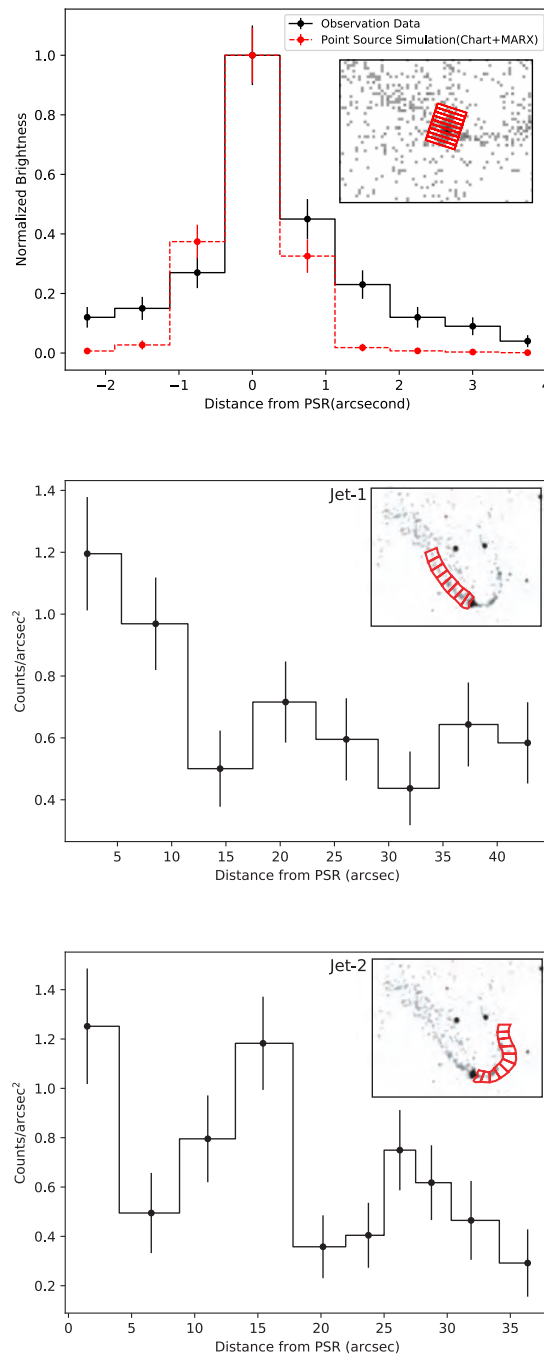 Observation Data
Point Source Simulation(Chart+MARX)
1.0
0.8
0.6
0.4
0.2
0.0
Normalized Brightness
−2 −1 0 1 2 3 4
Distance from PSR(arcsecond)
Jet-1
1.4
1.2
1.0
0.8
0.6
0.4
Counts/arcsec²
5 10 15 20 25 30 35 40
Distance from PSR (arcsec)
Jet-2
1.4
1.2
1.0
0.8
0.6
0.4
0.2
Counts/arcsec²
0 5 10 15 20 25 30 35
Distance from PSR (arcsec)